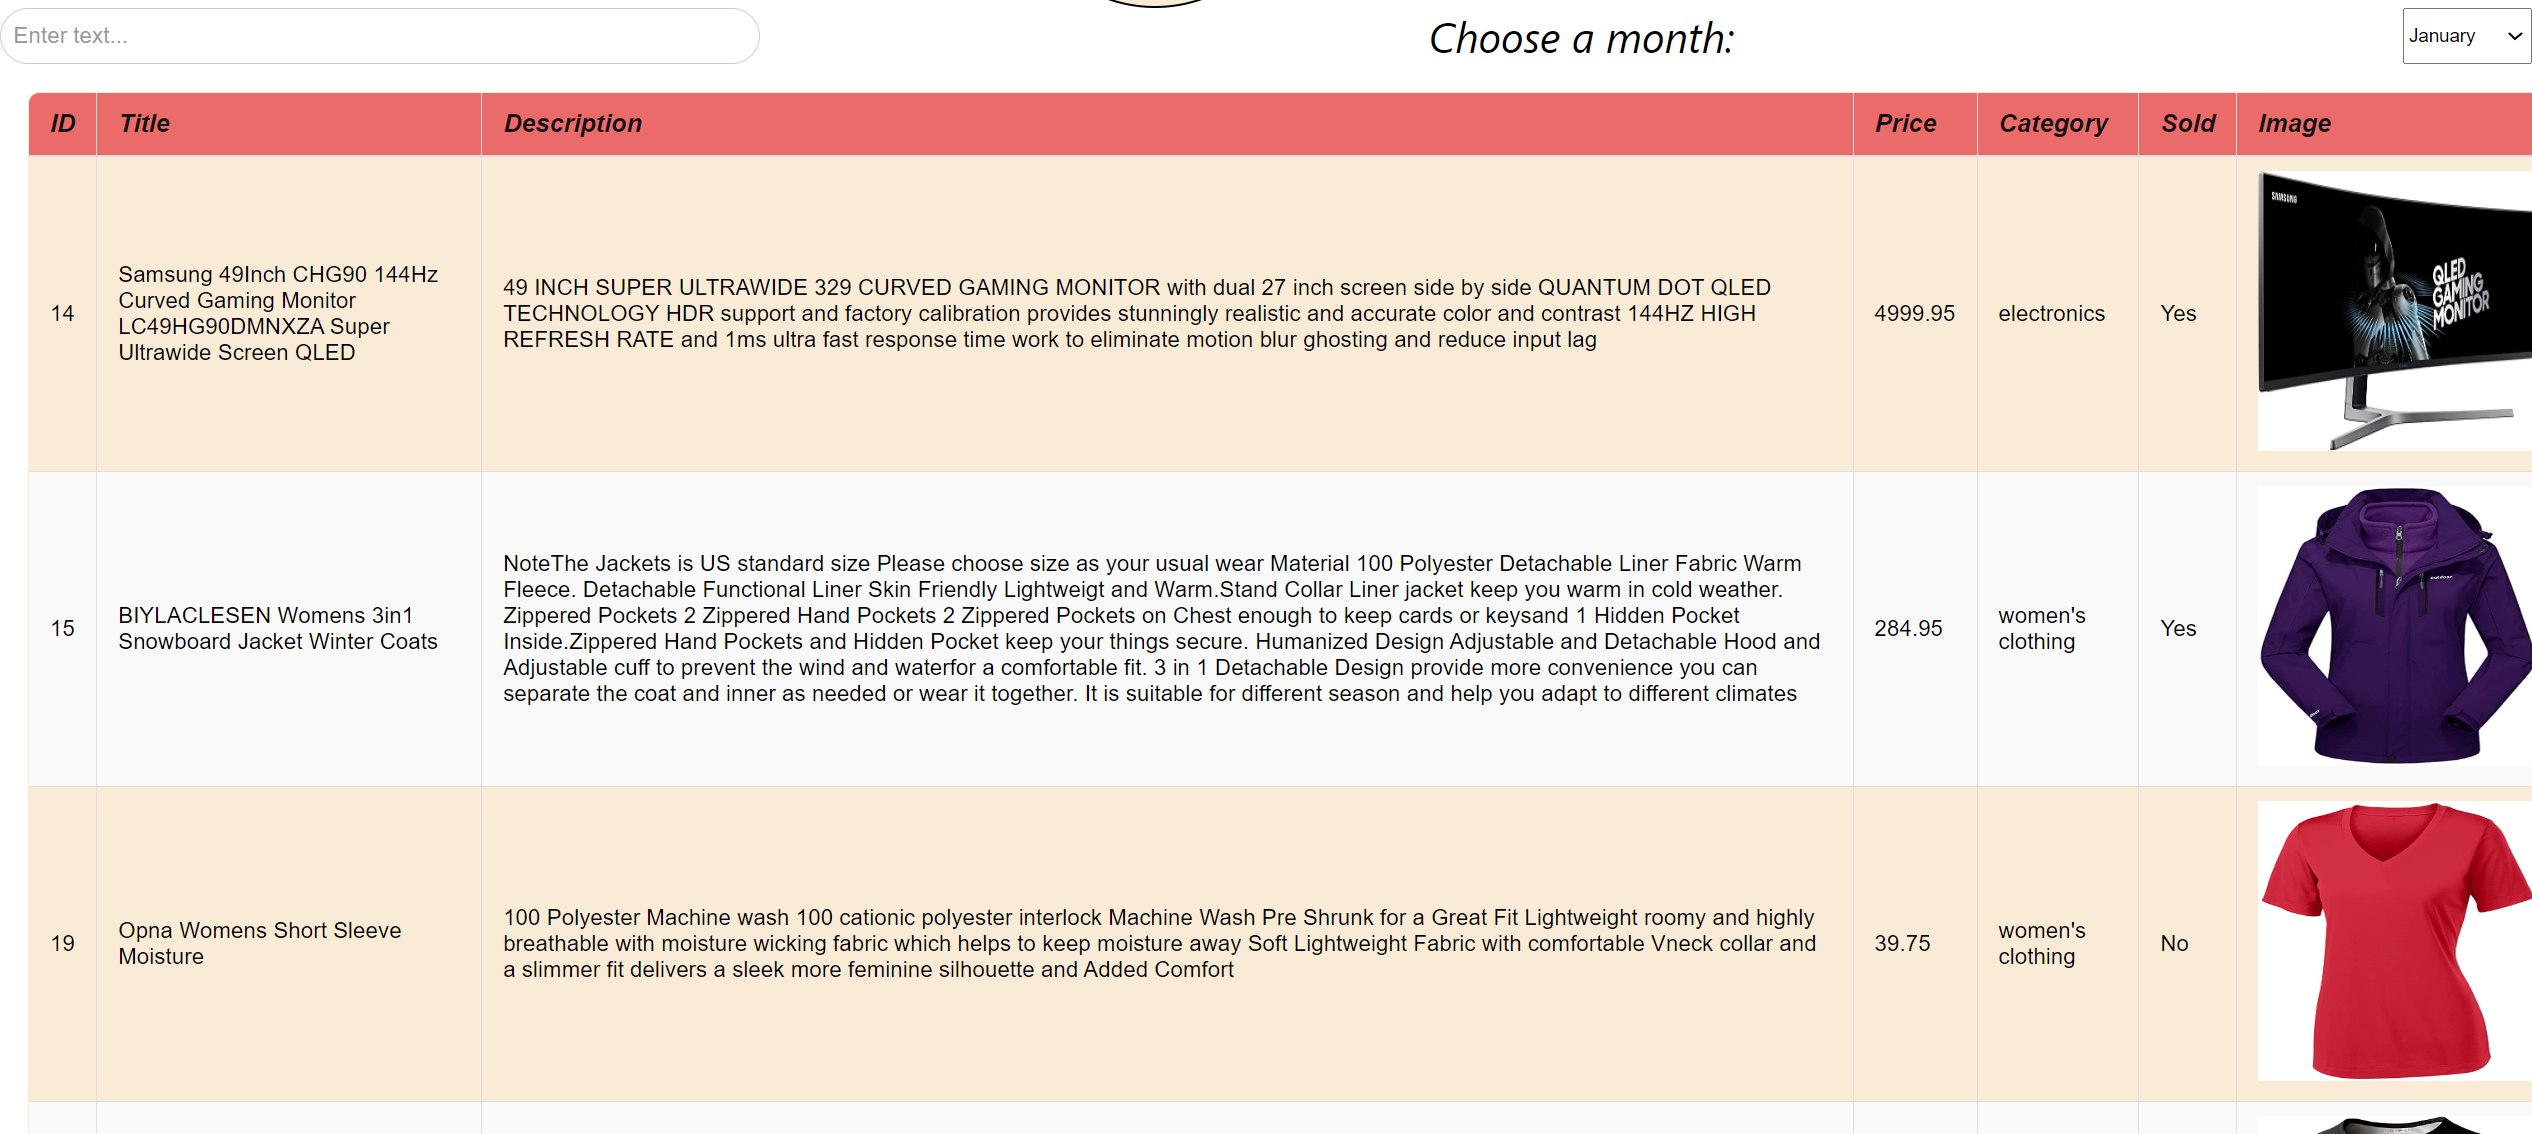 Enter text...
Choose a month:
January
ID Title Description Price Category Sold Image
14
Samsung 49Inch CHG90 144Hz
Curved Gaming Monitor
LC49HG90DMNXZA Super
Ultrawide Screen QLED
49 INCH SUPER ULTRAWIDE 329 CURVED GAMING MONITOR with dual 27 inch screen side by side QUANTUM DOT QLED
TECHNOLOGY HDR support and factory calibration provides stunningly realistic and accurate color and contrast 144HZ HIGH
REFRESH RATE and 1ms ultra fast response time work to eliminate motion blur ghosting and reduce input lag
4999.95
electronics
Yes
SAMSUNG
QLED
GAMING
MONITOR
15
BIYLACLESEN Womens 3in1
Snowboard Jacket Winter Coats
NoteThe Jackets is US standard size Please choose size as your usual wear Material 100 Polyester Detachable Liner Fabric Warm
Fleece. Detachable Functional Liner Skin Friendly Lightweigt and Warm.Stand Collar Liner jacket keep you warm in cold weather.
Zippered Pockets 2 Zippered Hand Pockets 2 Zippered Pockets on Chest enough to keep cards or keysand 1 Hidden Pocket
Inside.Zippered Hand Pockets and Hidden Pocket keep your things secure. Humanized Design Adjustable and Detachable Hood and
Adjustable cuff to prevent the wind and waterfor a comfortable fit. 3 in 1 Detachable Design provide more convenience you can
separate the coat and inner as needed or wear it together. It is suitable for different season and help you adapt to different climates
284.95
women's
clothing
Yes
outdoor
19
Opna Womens Short Sleeve
Moisture
100 Polyester Machine wash 100 cationic polyester interlock Machine Wash Pre Shrunk for a Great Fit Lightweight roomy and highly
breathable with moisture wicking fabric which helps to keep moisture away Soft Lightweight Fabric with comfortable Vneck collar and
a slimmer fit delivers a sleek more feminine silhouette and Added Comfort
39.75
women's
clothing
No